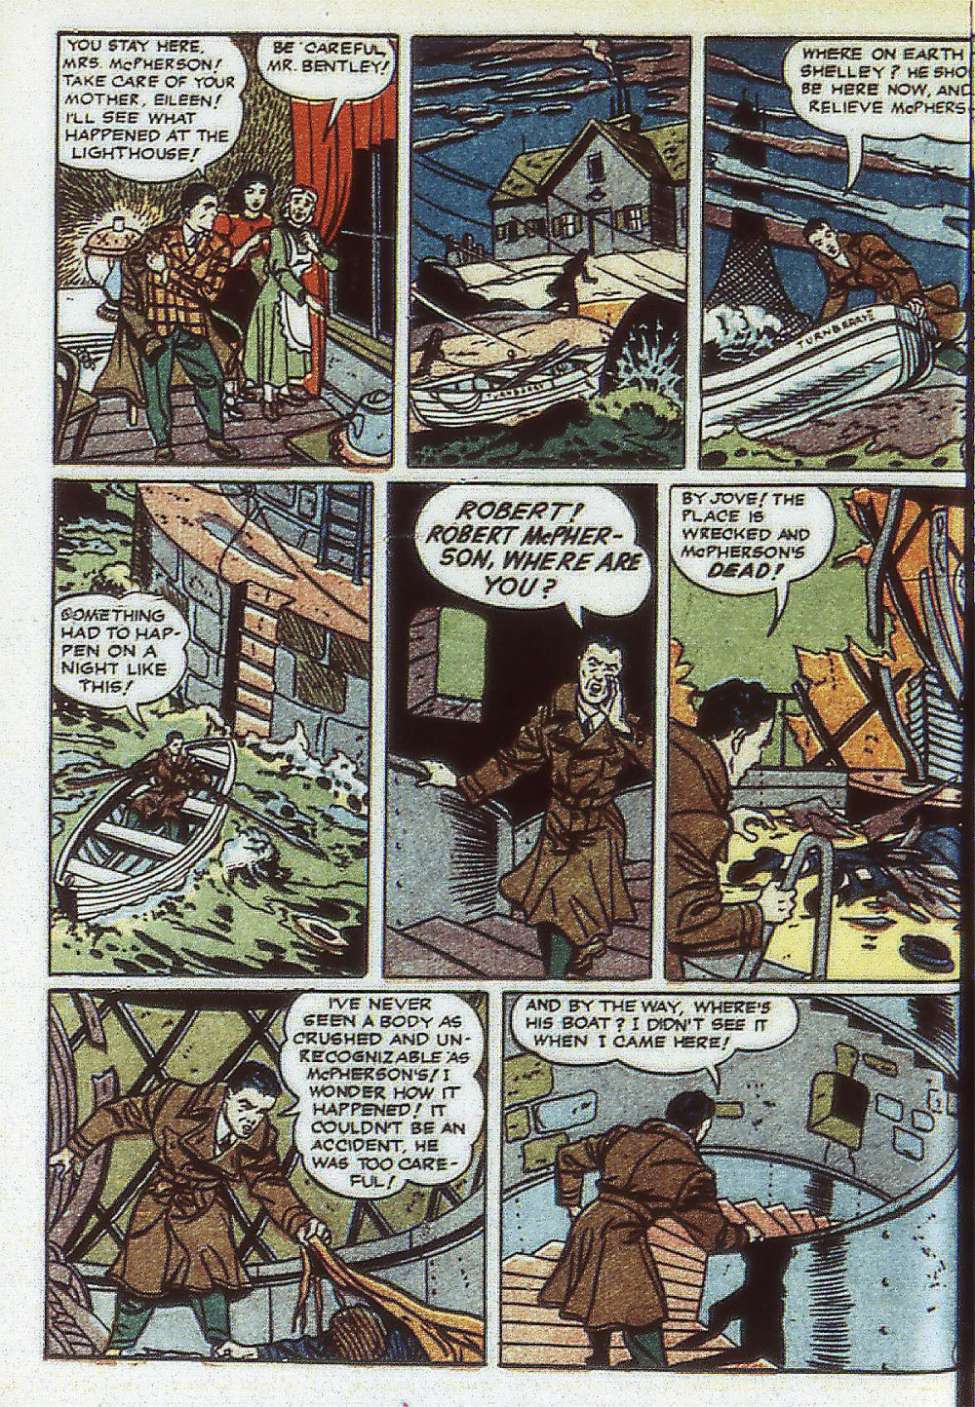 YOU STAY HERE,
MRS. McPHERSON!
TAKE CARE OF YOUR
MOTHER, EILEEN!
I'LL SEE WHAT
HAPPENED AT THE
LIGHTHOUSE!
BE CAREFUL,
MR. BENTLEY!
TURNBERRY
WHERE ON EARTH
SHELLEY? HE SHO
BE HERE NOW, AND
RELIEVE McPHERS
SOMETHING
HAD TO HAP-
PEN ON A
NIGHT LIKE
THIS!
ROBERT!
ROBERT McPHER-
SON, WHERE ARE
YOU?
BY JOVE! THE
PLACE IS
WRECKED AND
McPHERSON'S
DEAD!
I'VE NEVER
SEEN A BODY AS
CRUSHED AND UN-
RECOGNIZABLE AS
McPHERSON'S! I
WONDER HOW IT
HAPPENED! IT
COULDN'T BE AN
ACCIDENT, HE
WAS TOO CARE-
FUL!
AND BY THE WAY, WHERE'S
HIS BOAT? I DIDN'T SEE IT
WHEN I CAME HERE!